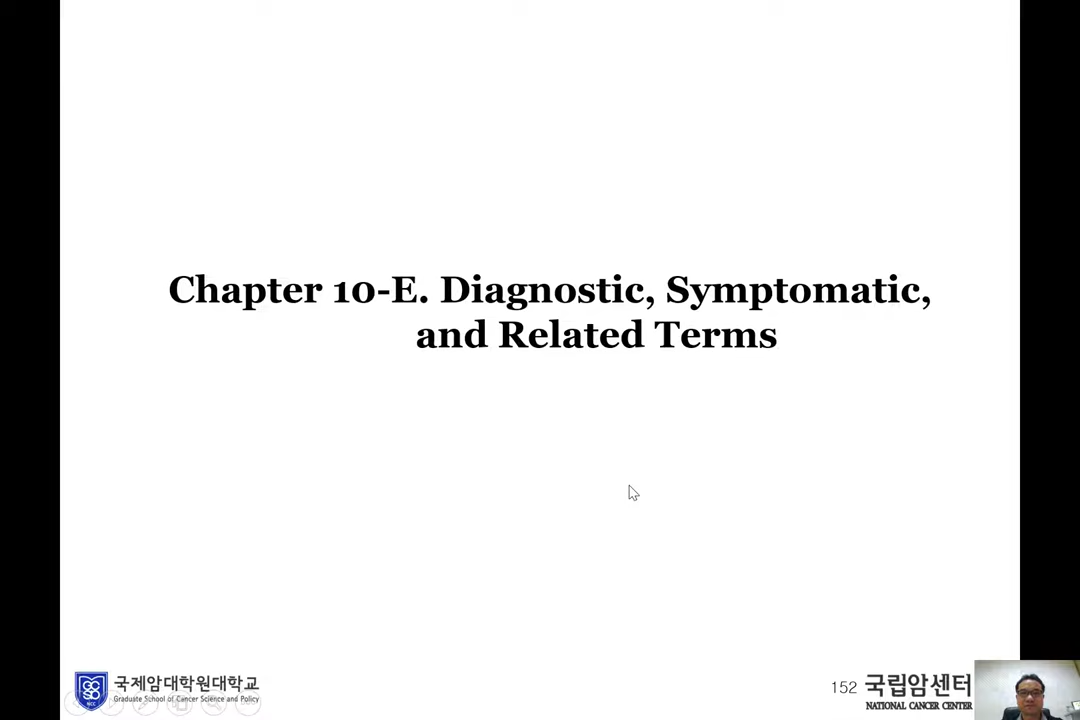 Chapter 10-E. Diagnostic, Symptomatic,
and Related Terms
국제암대학원대학교
Graduate School of Cancer Science and Policy
NCC
152
국립암센터
NATIONAL CANCER CENTER